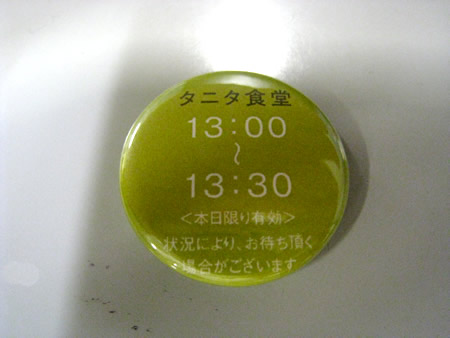 タニタ食堂
13:00
～
13:30
＜本日限り有効＞
状況により、お待ち頂く
場合がございます